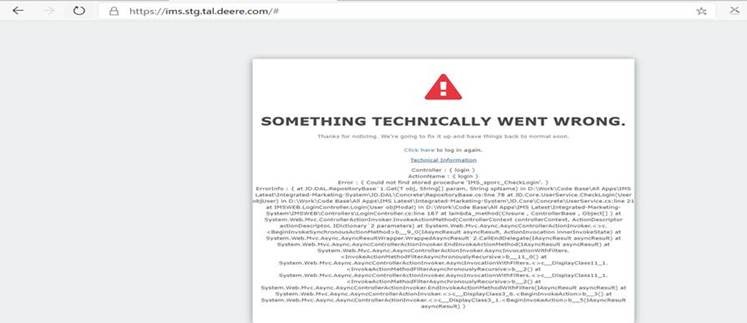 https://ims.stg.tal.deere.com/#
SOMETHING TECHNICALLY WENT WRONG.
Thanks for noticing. We're going to fix it up and have things back to normal soon.
Click here to log in again.
Technical Information
Controller : { login }
ActionName : { login }
Error : { Could not find stored procedure 'IMS_sporc_CheckLogin'. }
ErrorInfo : { at JD.DAL.RepositoryBase`1.Get(T obj, String[] param, String spName) in D:\Work\Code Base\All Apps\IMS
Latest\Integrated-Marketing-System\JD.DAL\Concrete\RepositoryBase.cs:line 78 at JD.Core.UserService.CheckLogin(User
objUser) in D:\Work\Code Base\All Apps\IMS Latest\Integrated-Marketing-System\JD.Core\Concrete\UserService.cs:line 21
at IMSWEB.LoginController.Login(User objModal) in D:\Work\Code Base\All Apps\IMS Latest\Integrated-Marketing-
System\IMSWEB\Controllers\LoginController.cs:line 167 at lambda_method(Closure , ControllerBase , Object[] ) at
System.Web.Mvc.ReflectedActionDescriptor.Execute(ControllerContext controllerContext, ActionDescriptor
actionDescriptor, IDictionary`2 parameters) at System.Web.Mvc.Async.AsyncControllerActionInvoker.<>c.
<BeginInvokeSynchronousActionMethod>b__9_0(IAsyncResult asyncResult, ActionInvocation innerInvokeState) at
System.Web.Mvc.Async.AsyncResultWrapper.WrappedAsyncResult`2.CallEndDelegate(IAsyncResult asyncResult) at
System.Web.Mvc.Async.AsyncControllerActionInvoker.EndInvokeActionMethod(IAsyncResult asyncResult) at
System.Web.Mvc.Async.AsyncControllerActionInvoker.AsyncInvocationWithFilters.
<InvokeActionMethodFilterAsynchronouslyRecursive>b__11_0() at
System.Web.Mvc.Async.AsyncControllerActionInvoker.AsyncInvocationWithFilters.<>c__DisplayClass11_1.
<InvokeActionMethodFilterAsynchronouslyRecursive>b__2() at
System.Web.Mvc.Async.AsyncControllerActionInvoker.AsyncInvocationWithFilters.<>c__DisplayClass11_1.
<InvokeActionMethodFilterAsynchronouslyRecursive>b__2() at
System.Web.Mvc.Async.AsyncControllerActionInvoker.EndInvokeActionMethodWithFilters(IAsyncResult asyncResult) at
System.Web.Mvc.Async.AsyncControllerActionInvoker.<>c__DisplayClass3_6.<BeginInvokeAction>b__3() at
System.Web.Mvc.Async.AsyncControllerActionInvoker.<>c__DisplayClass3_1.<BeginInvokeAction>b__5(IAsyncResult
asyncResult) }